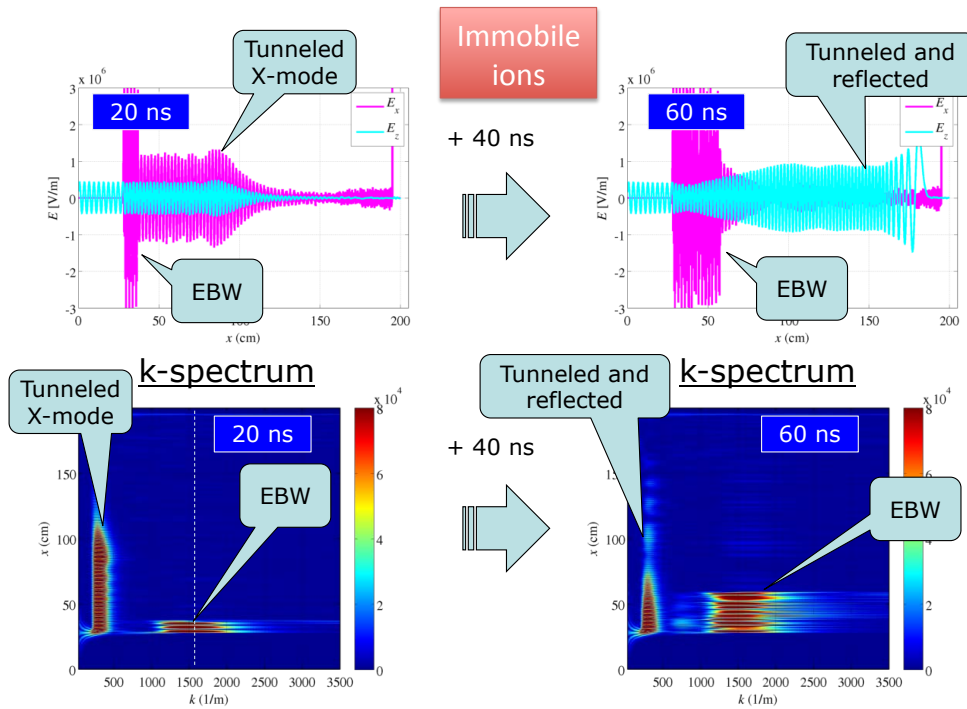 Tunneled
X-mode
Immobile
ions
Tunneled and
reflected
x 10^6
20 ns
E_x
E_z
3
2
1
0
-1
-2
-3
E [V/m]
0
50
100
150
200
x (cm)
EBW
+ 40 ns
x 10^6
60 ns
E_x
E_z
3
2
1
0
-1
-2
-3
E [V/m]
0
50
100
150
200
x (cm)
EBW
k-spectrum
Tunneled
X-mode
20 ns
x 10^4
8
6
4
2
0
EBW
150
100
50
0
x (cm)
500
1000
1500
2000
2500
3000
3500
k (1/m)
+ 40 ns
k-spectrum
Tunneled and
reflected
60 ns
x 10^4
8
4
2
0
EBW
150
100
50
0
x (cm)
500
1000
1500
2000
2500
3000
3500
k (1/m)